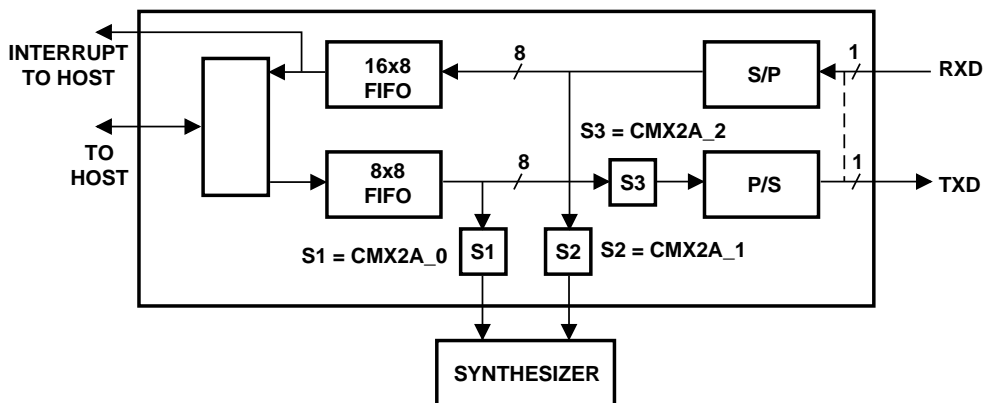 INTERRUPT
TO HOST
16x8
FIFO
8
S/P
1
RXD
S3 = CMX2A_2
TO
HOST
8x8
FIFO
8
S3
P/S
1
TXD
S1 = CMX2A_0
S1
S2
S2 = CMX2A_1
SYNTHESIZER